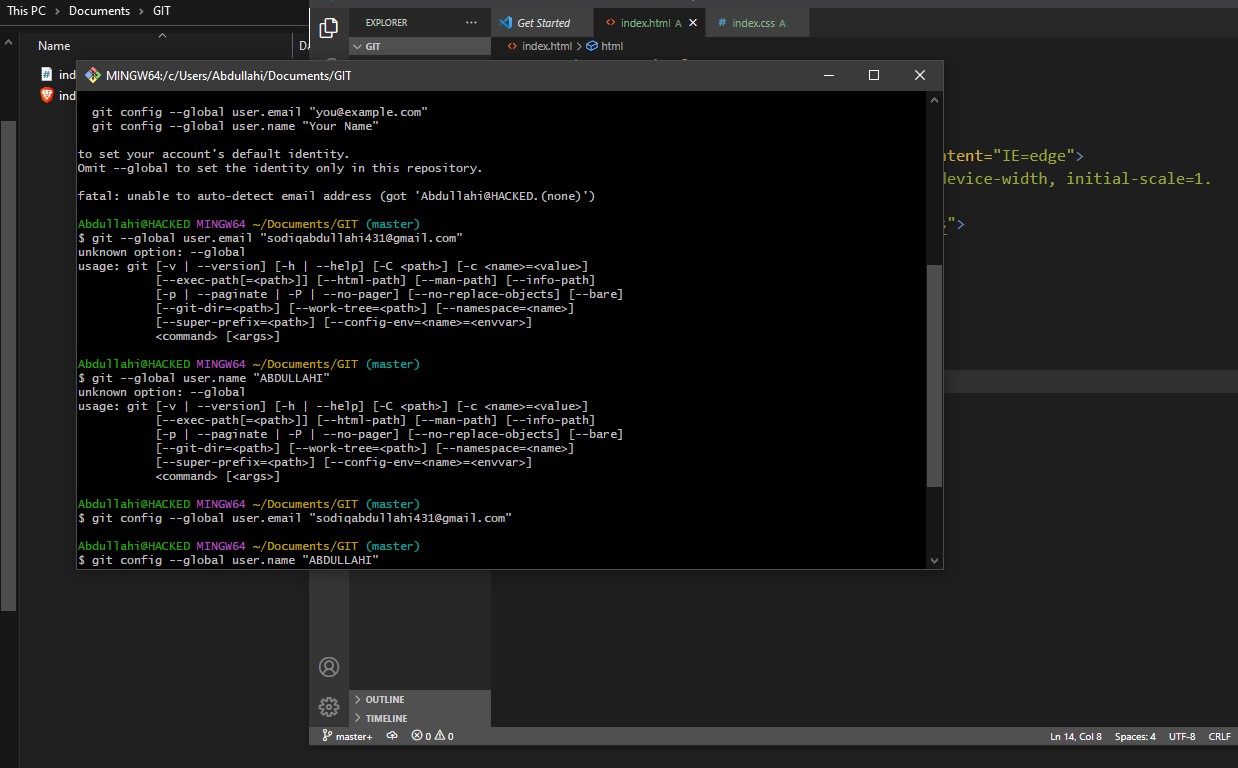 This PC > Documents > GIT
Name
ind
ind
EXPLORER ...
GIT
Get Started
index.html A
index.css A
index.html > html
MINGW64:/c/Users/Abdullahi/Documents/GIT
git config --global user.email "you@example.com"
git config --global user.name "Your Name"
to set your account's default identity.
Omit --global to set the identity only in this repository.
fatal: unable to auto-detect email address (got 'Abdullahi@HACKED.(none)')
Abdullahi@HACKED MINGW64 ~/Documents/GIT (master)
$ git --global user.email "sodiqabdullahi431@gmail.com"
unknown option: --global
usage: git [-v | --version] [-h | --help] [-C <path>] [-c <name>=<value>]
[--exec-path[=<path>]] [--html-path] [--man-path] [--info-path]
[-p | --paginate | -P | --no-pager] [--no-replace-objects] [--bare]
[--git-dir=<path>] [--work-tree=<path>] [--namespace=<name>]
[--super-prefix=<path>] [--config-env=<name>=<envvar>]
<command> [<args>]
Abdullahi@HACKED MINGW64 ~/Documents/GIT (master)
$ git --global user.name "ABDULLAHI"
unknown option: --global
usage: git [-v | --version] [-h | --help] [-C <path>] [-c <name>=<value>]
[--exec-path[=<path>]] [--html-path] [--man-path] [--info-path]
[-p | --paginate | -P | --no-pager] [--no-replace-objects] [--bare]
[--git-dir=<path>] [--work-tree=<path>] [--namespace=<name>]
[--super-prefix=<path>] [--config-env=<name>=<envvar>]
<command> [<args>]
Abdullahi@HACKED MINGW64 ~/Documents/GIT (master)
$ git config --global user.email "sodiqabdullahi431@gmail.com"
Abdullahi@HACKED MINGW64 ~/Documents/GIT (master)
$ git config --global user.name "ABDULLAHI"
ntent="IE=edge">
device-width, initial-scale=1.
">
OUTLINE
TIMELINE
master+
0 0
Ln 14, Col 8 Spaces: 4 UTF-8 CRLF